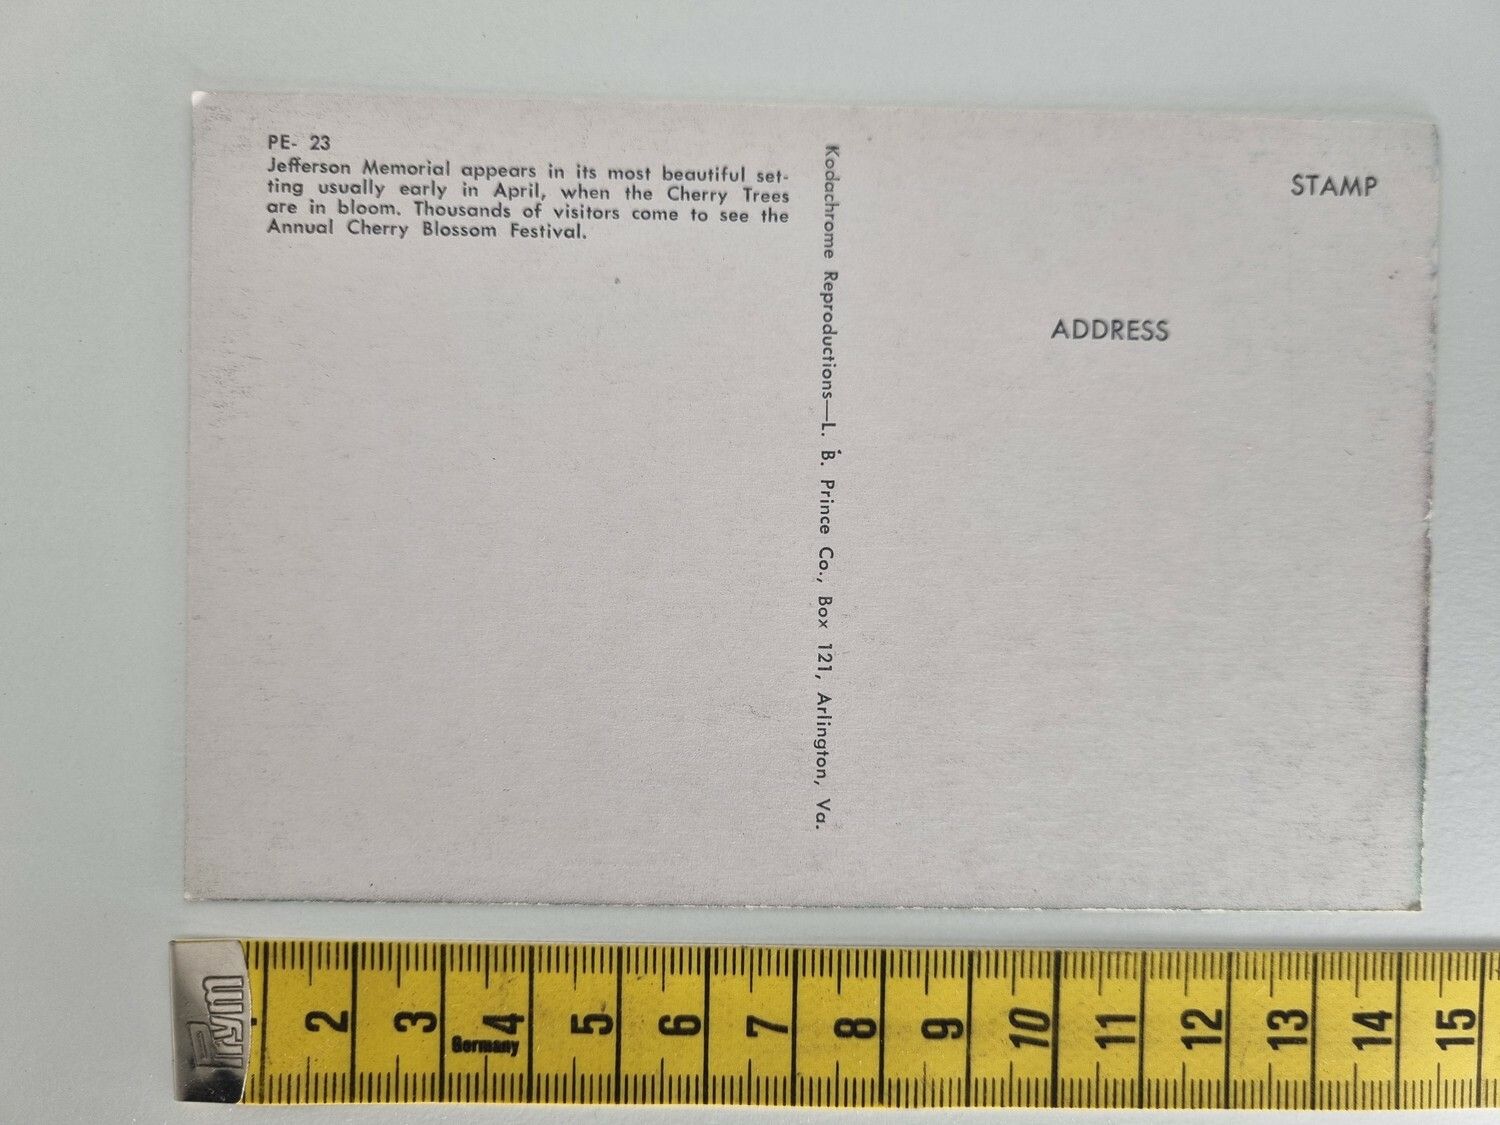 PE- 23
Jefferson Memorial appears in its most beautiful set-
ting usually early in April, when the Cherry Trees
are in bloom. Thousands of visitors come to see the
Annual Cherry Blossom Festival.
Kodachrome Reproductions—L. B. Prince Co., Box 121, Arlington, Va.
STAMP
ADDRESS
Prym
2 3 4 5 6 7 8 9 10 11 12 13 14 15
Germany